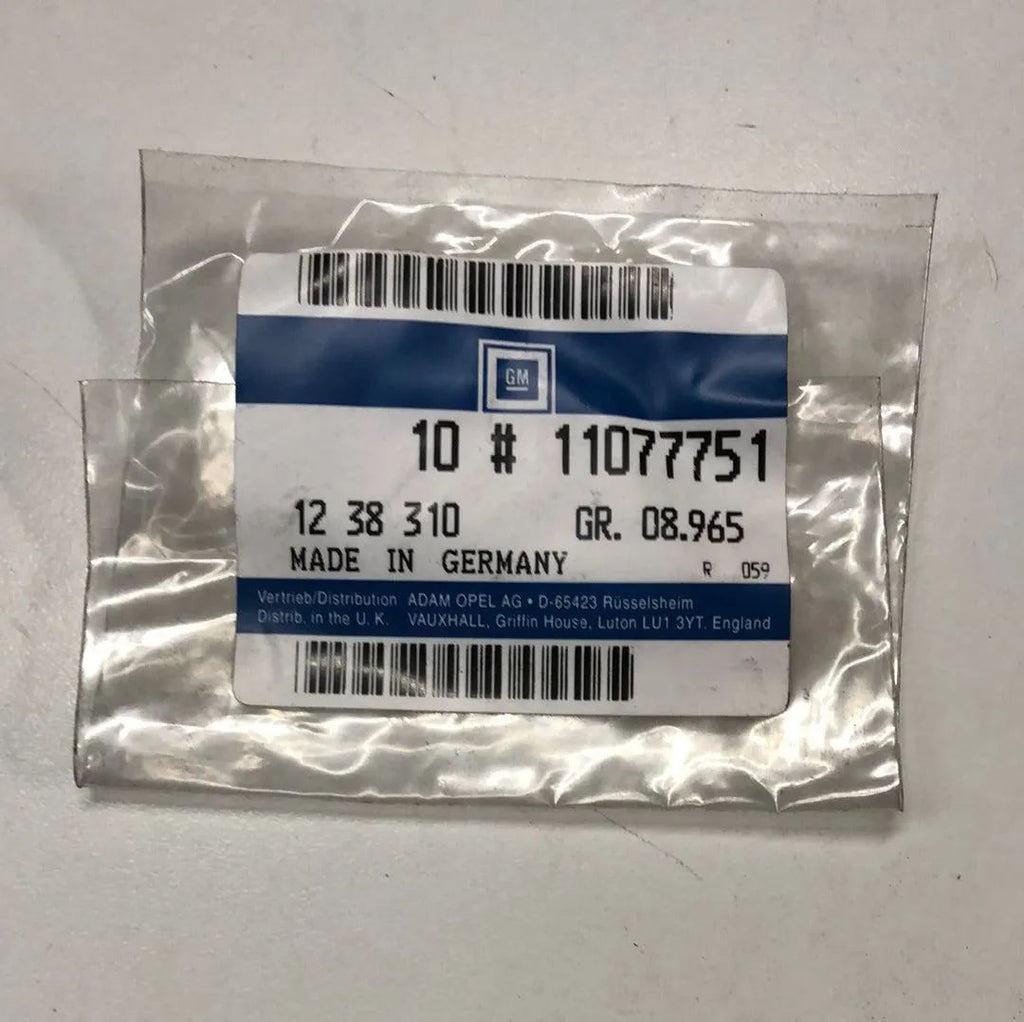 GM
10 # 11077751
12 38 310 GR. 08.965
MADE IN GERMANY R 059
Vertrieb/Distribution ADAM OPEL AG • D-65423 Rüsselsheim
Distrib. in the U. K. VAUXHALL, Griffin House, Luton LU1 3YT. England